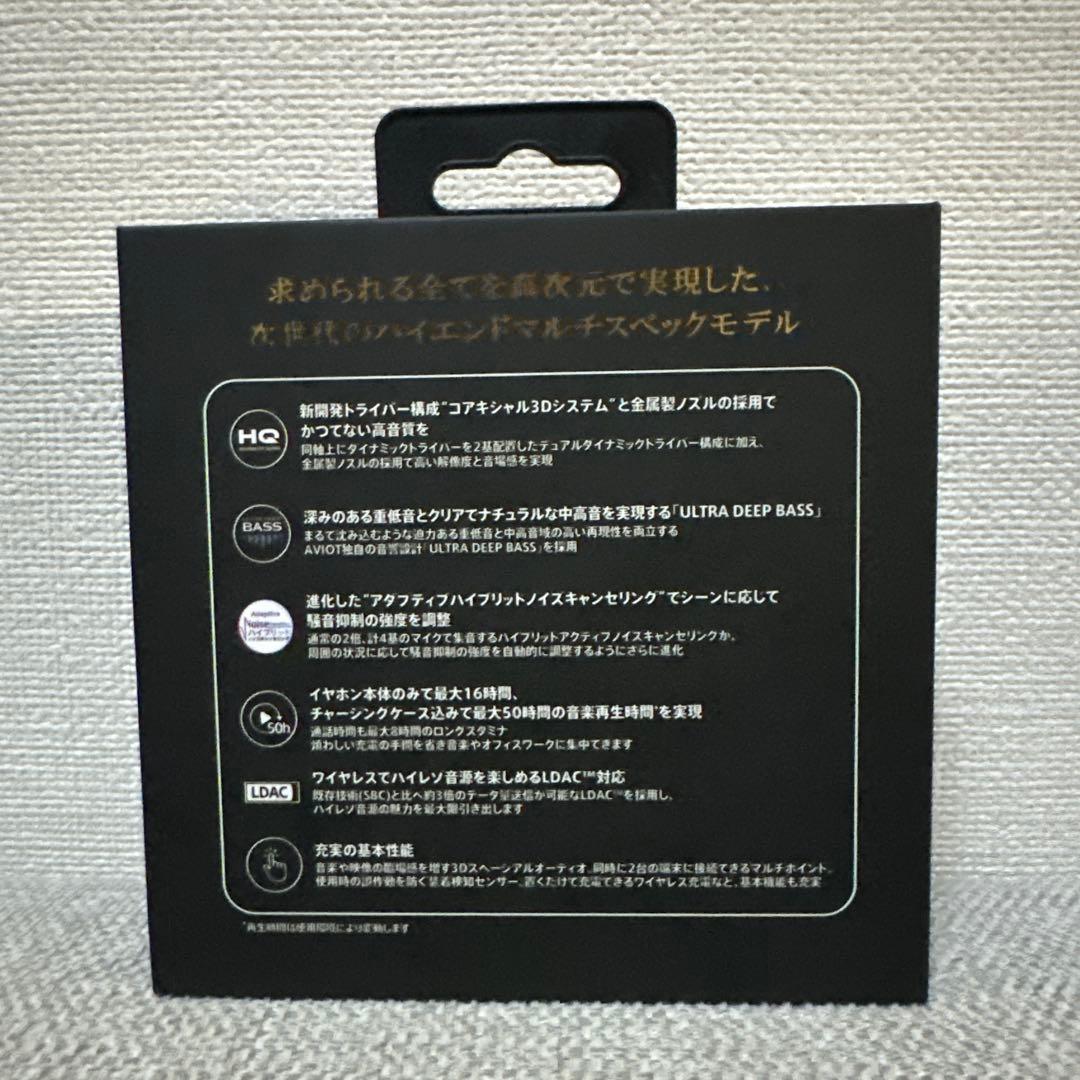 求められる全てを高次元で実現した、
次世代のハイエンドマルチスペックモデル
HQ
新開発ドライバー構成"コアキシャル3Dシステム"と金属製ノズルの採用で
かつてない高音質を
同軸上にダイナミックドライバーを2基配置したデュアルダイナミックドライバー構成に加え、
金属製ノズルの採用で高い解像度と音場感を実現
BASS
深みのある重低音とクリアでナチュラルな中高音を実現する「ULTRA DEEP BASS」
まるで沈み込むような迫力ある重低音と中高音域の高い再現性を両立する
AVIOT独自の音響設計「ULTRA DEEP BASS」を採用
Adaptive
Noise
ハイブリッド
進化した"アダプティブハイブリッドノイズキャンセリング"でシーンに応じて
騒音抑制の強度を調整
通常の2倍、計4基のマイクで集音するハイブリッドアクティブノイズキャンセリングが、
周囲の状況に応じて騒音抑制の強度を自動的に調整するようにさらに進化
50h
イヤホン本体のみで最大16時間、
チャージングケース込みで最大50時間の音楽再生時間*を実現
通話時間も最大8時間のロングスタミナ
煩わしい充電の手間を省き音楽やオフィスワークに集中できます
LDAC
ワイヤレスでハイレゾ音源を楽しめるLDAC™対応
既存技術(SBC)と比べ約3倍のデータ量送信が可能なLDAC™を採用し、
ハイレゾ音源の魅力を最大限引き出します
充実の基本性能
音楽や映像の臨場感を増す3Dスペーシャルオーディオ、同時に2台の端末に接続できるマルチポイント、
使用時の誤作動を防ぐ装着検知センサー、置くだけで充電できるワイヤレス充電など、基本機能も充実
*再生時間は使用環境により変動します